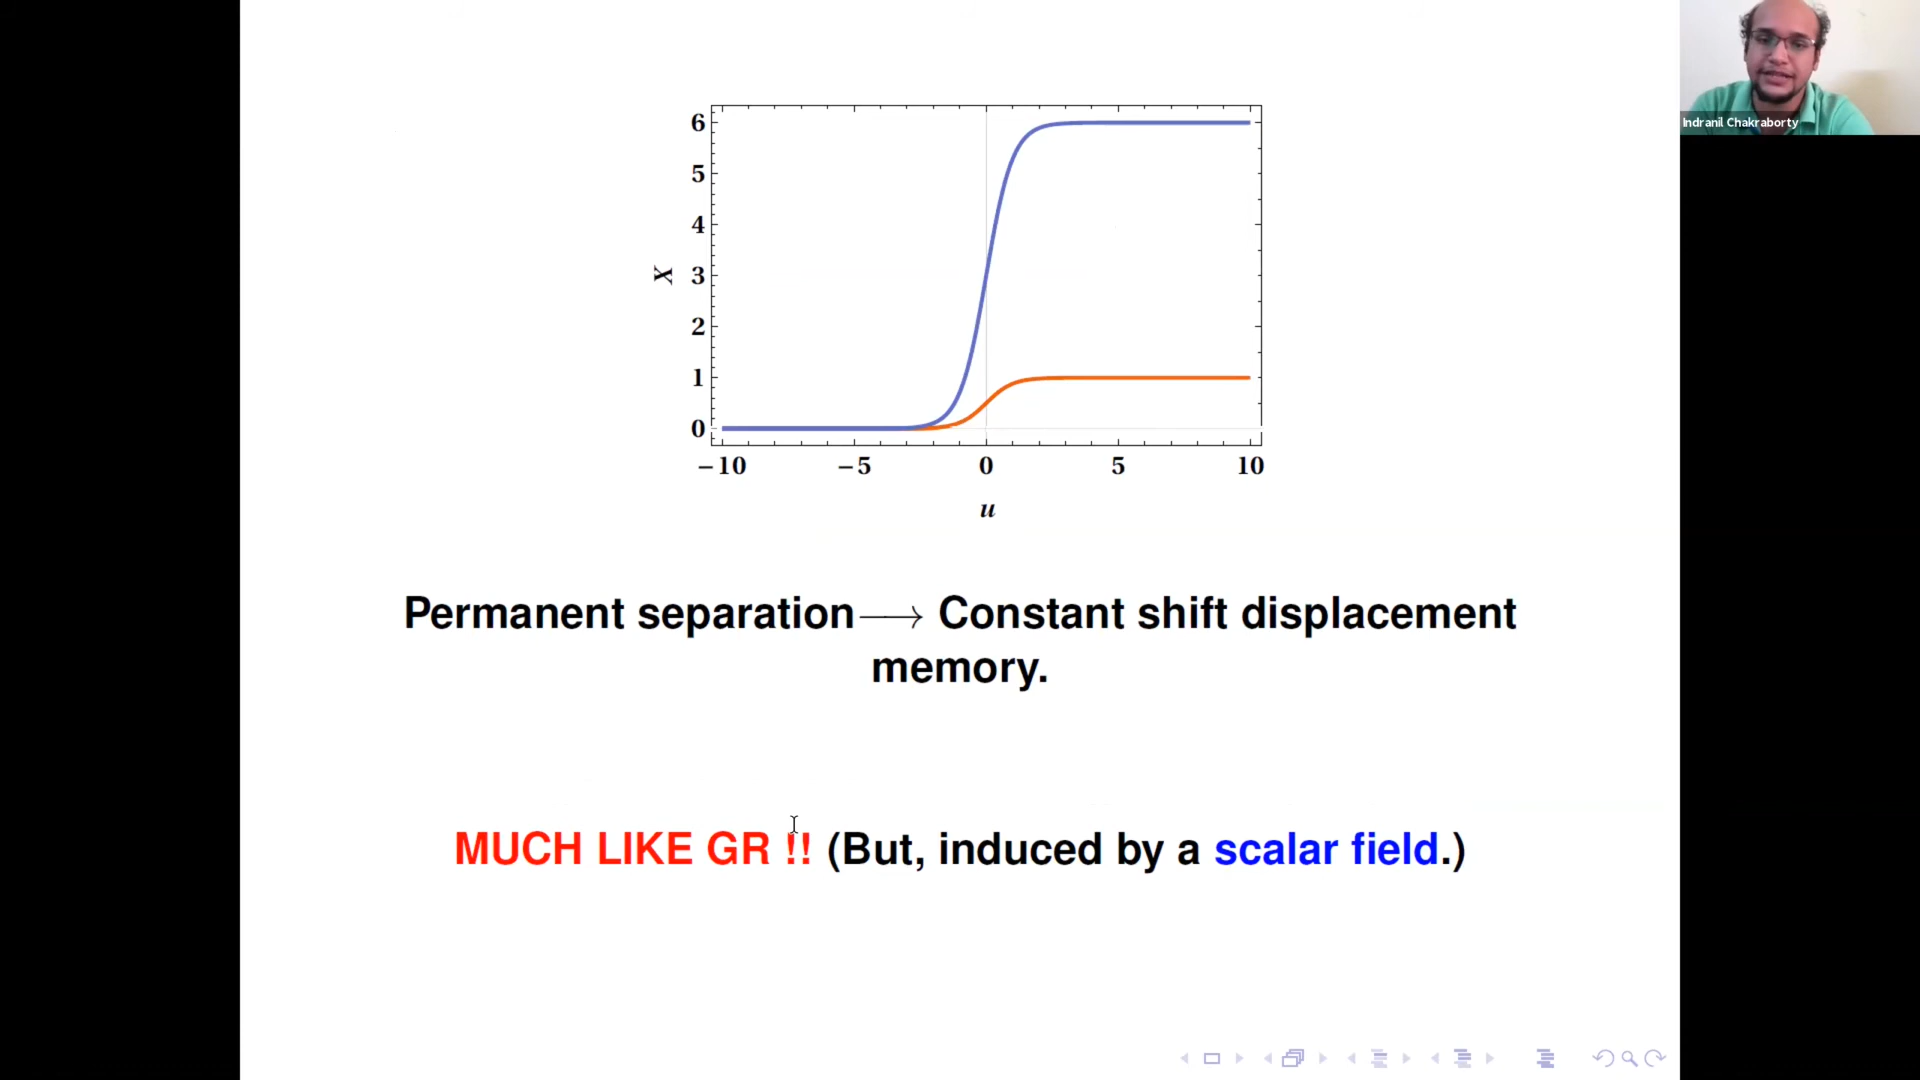 Indranil Chakraborty
6
5
4
3
2
1
0
X
−10 −5 0 5 10
u
Permanent separation⟶ Constant shift displacement
memory.
MUCH LIKE GR !! (But, induced by a scalar field.)